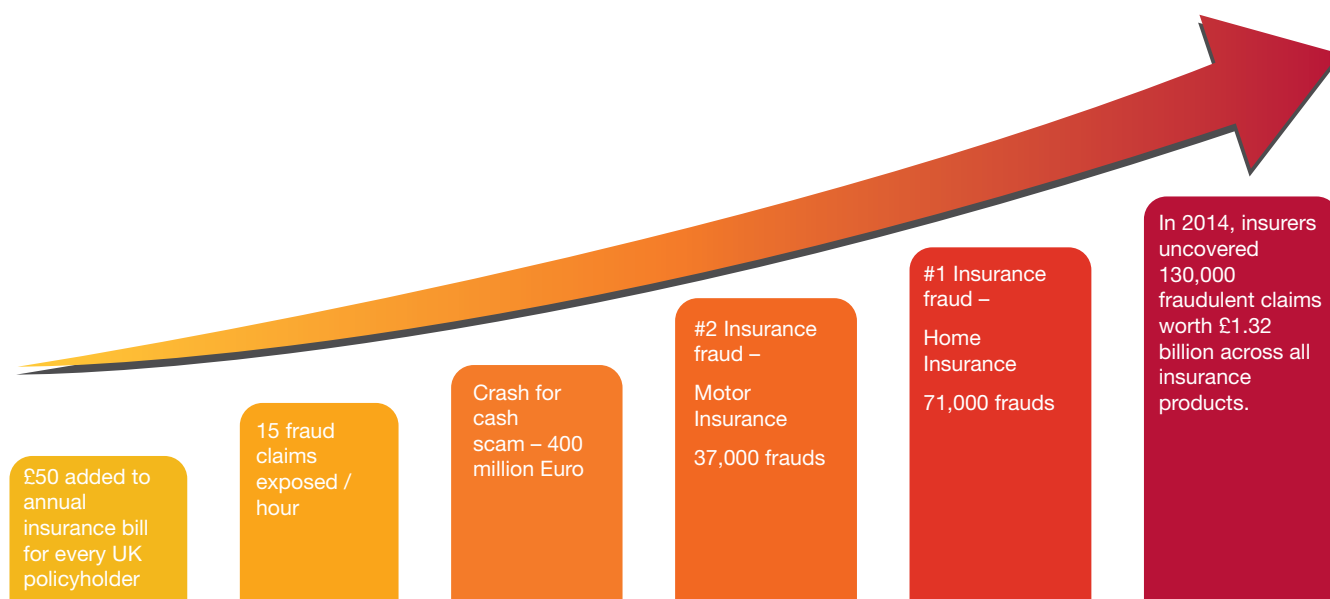 £50 added to
annual
insurance bill
for every UK
policyholder
15 fraud
claims
exposed /
hour
Crash for
cash
scam – 400
million Euro
#2 Insurance
fraud –
Motor
Insurance
37,000 frauds
#1 Insurance
fraud –
Home
Insurance
71,000 frauds
In 2014, insurers
uncovered
130,000
fraudulent claims
worth £1.32
billion across all
insurance
products.